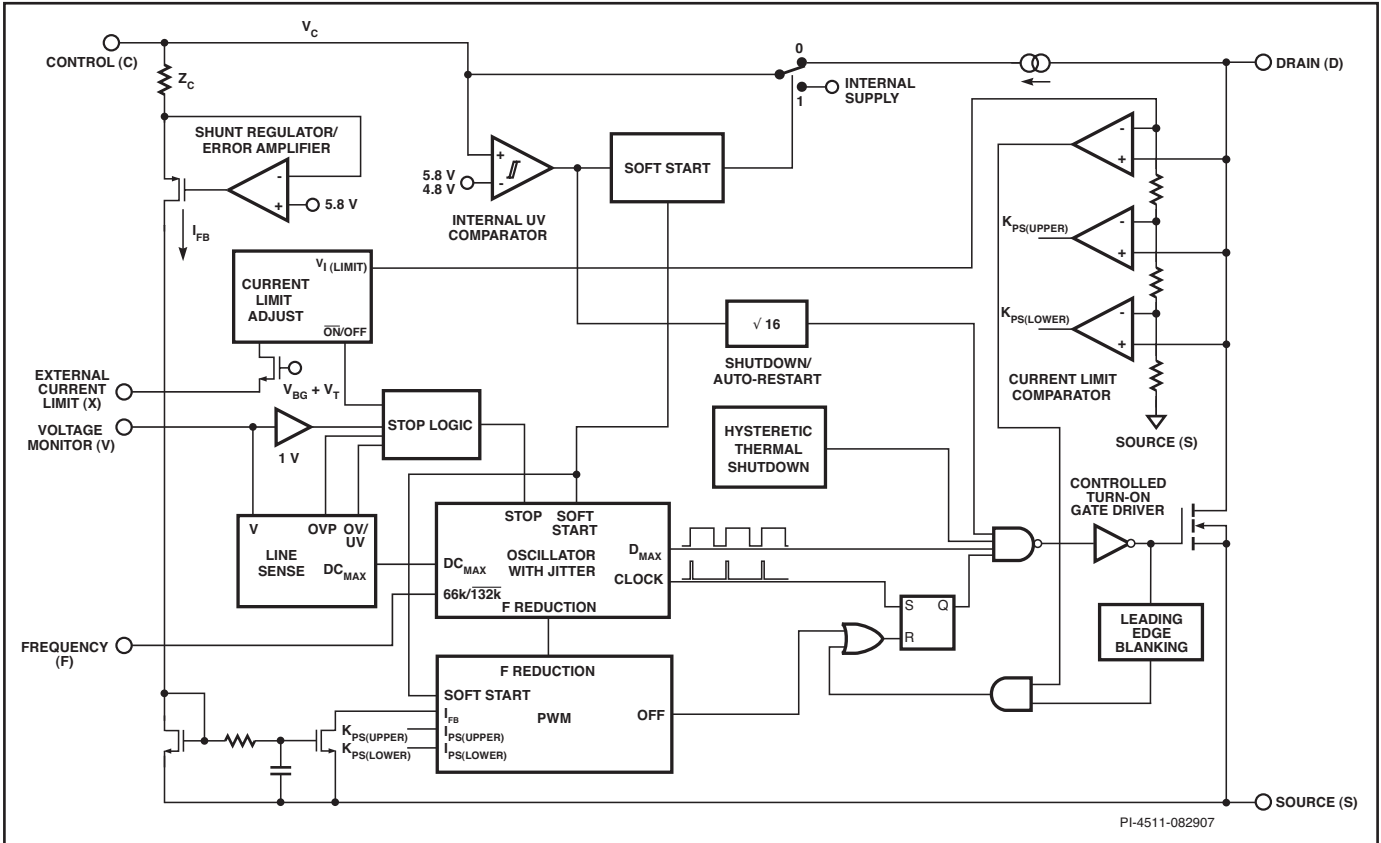 V_C
CONTROL (C)
Z_C
0
1
INTERNAL
SUPPLY
DRAIN (D)
SHUNT REGULATOR/
ERROR AMPLIFIER
-
+
5.8 V
I_FB
+
-
5.8 V
4.8 V
INTERNAL UV
COMPARATOR
SOFT START
-
+
K_PS(UPPER)
-
+
K_PS(LOWER)
-
+
CURRENT LIMIT
COMPARATOR
SOURCE (S)
V_I (LIMIT)
CURRENT
LIMIT
ADJUST
O̅N̅/OFF
V_BG + V_T
√ 16
SHUTDOWN/
AUTO-RESTART
EXTERNAL
CURRENT
LIMIT (X)
VOLTAGE
MONITOR (V)
1 V
STOP LOGIC
HYSTERETIC
THERMAL
SHUTDOWN
CONTROLLED
TURN-ON
GATE DRIVER
V
OVP
OV/
UV
LINE
SENSE
DC_MAX
STOP
SOFT
START
OSCILLATOR
WITH JITTER
DC_MAX
66k/1̅3̅2̅k̅
F REDUCTION
D_MAX
CLOCK
S
Q
R
LEADING
EDGE
BLANKING
FREQUENCY
(F)
F REDUCTION
SOFT START
I_FB
PWM
OFF
K_PS(UPPER)
I_PS(UPPER)
K_PS(LOWER)
I_PS(LOWER)
SOURCE (S)
PI-4511-082907